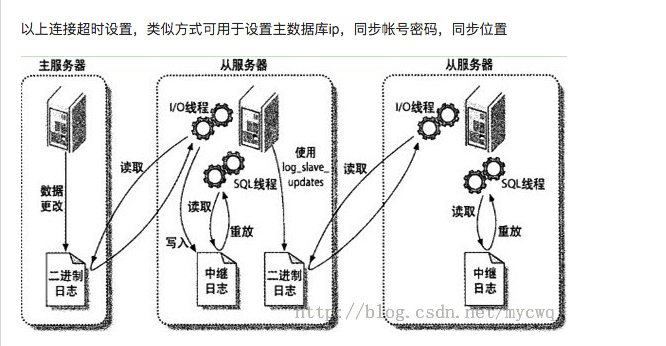 以上连接超时设置，类似方式可用于设置主数据库ip，同步帐号密码，同步位置
主服务器
从服务器
从服务器
I/O线程
I/O线程
读取
使用
log_slave_
updates
读取
SQL线程
SQL线程
数据
更改
读取
重放
读取
重放
写入
二进制
日志
中继
日志
二进制
日志
中继
日志
http://blog.csdn.net/mycwq